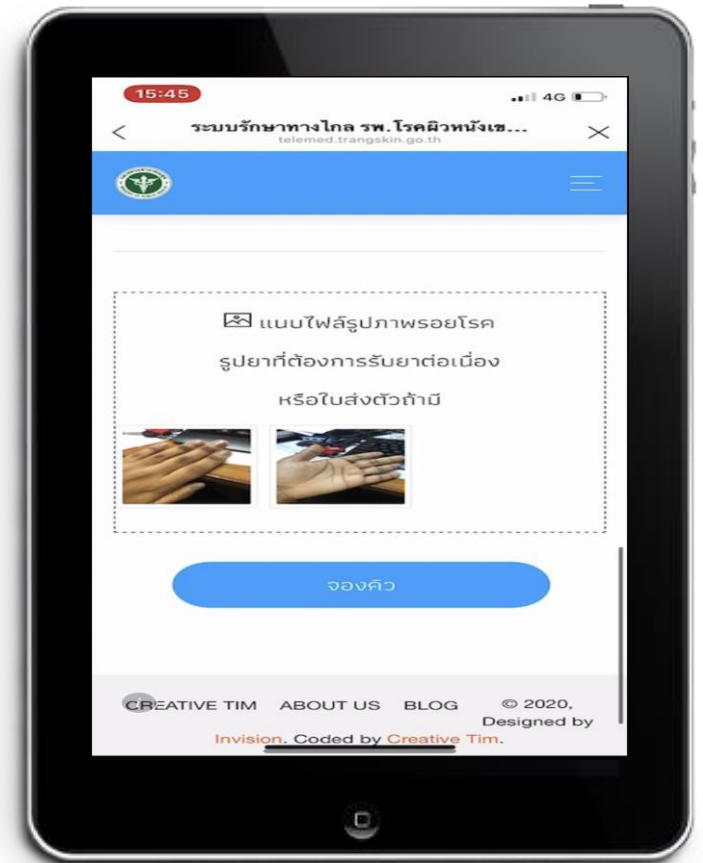 15:45
4G
ระบบรักษาทางไกล รพ.โรคผิวหนังเข...
telemed.trangskin.go.th
แนบไฟล์รูปภาพรอยโรค
รูปยาที่ต้องการรับยาต่อเนื่อง
หรือใบส่งตัวถ้ามี
จองคิว
CREATIVE TIM ABOUT US BLOG © 2020,
Designed by
Invision. Coded by Creative Tim.